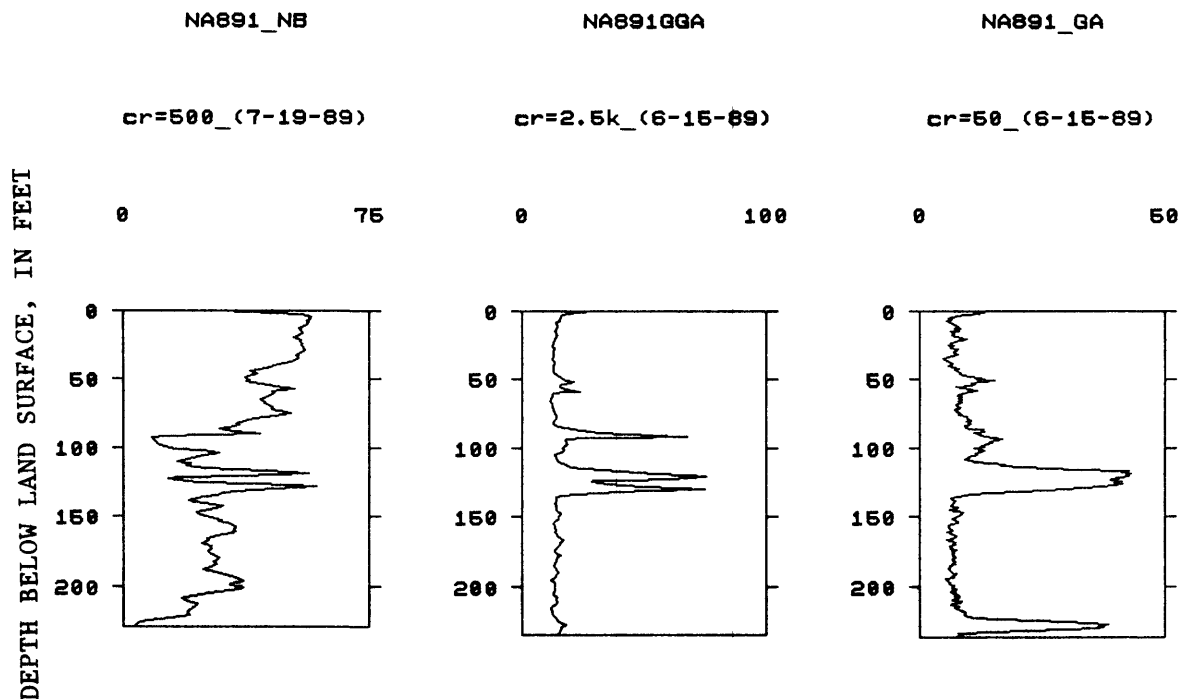 NA891_NB NA891GGA NA891_GA
cr=500_(7-19-89) cr=2.5k_(6-15-89) cr=50_(6-15-89)
DEPTH BELOW LAND SURFACE, IN FEET
0 75 0 100 0 50
0 0 0
50 50 50
100 100 100
150 150 150
200 200 200